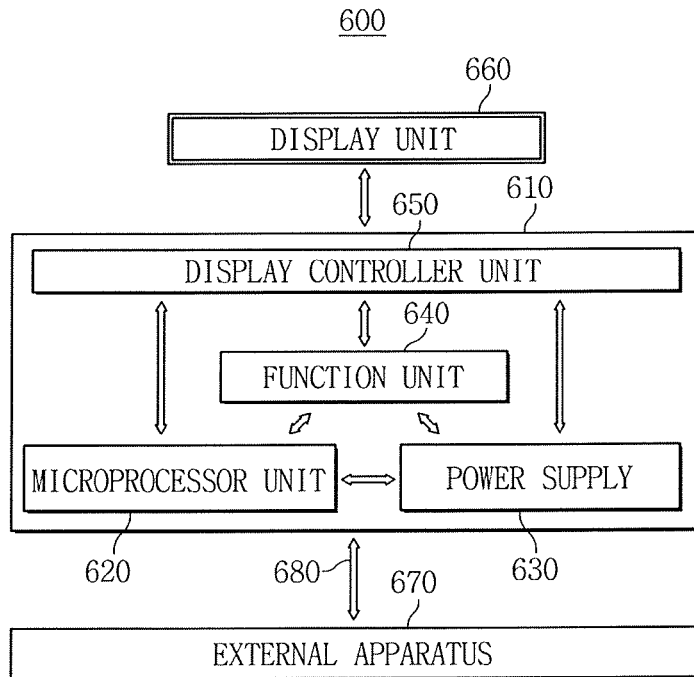 600
660
DISPLAY UNIT
650
610
DISPLAY CONTROLLER UNIT
640
FUNCTION UNIT
MICROPROCESSOR UNIT
POWER SUPPLY
620
680
630
670
EXTERNAL APPARATUS